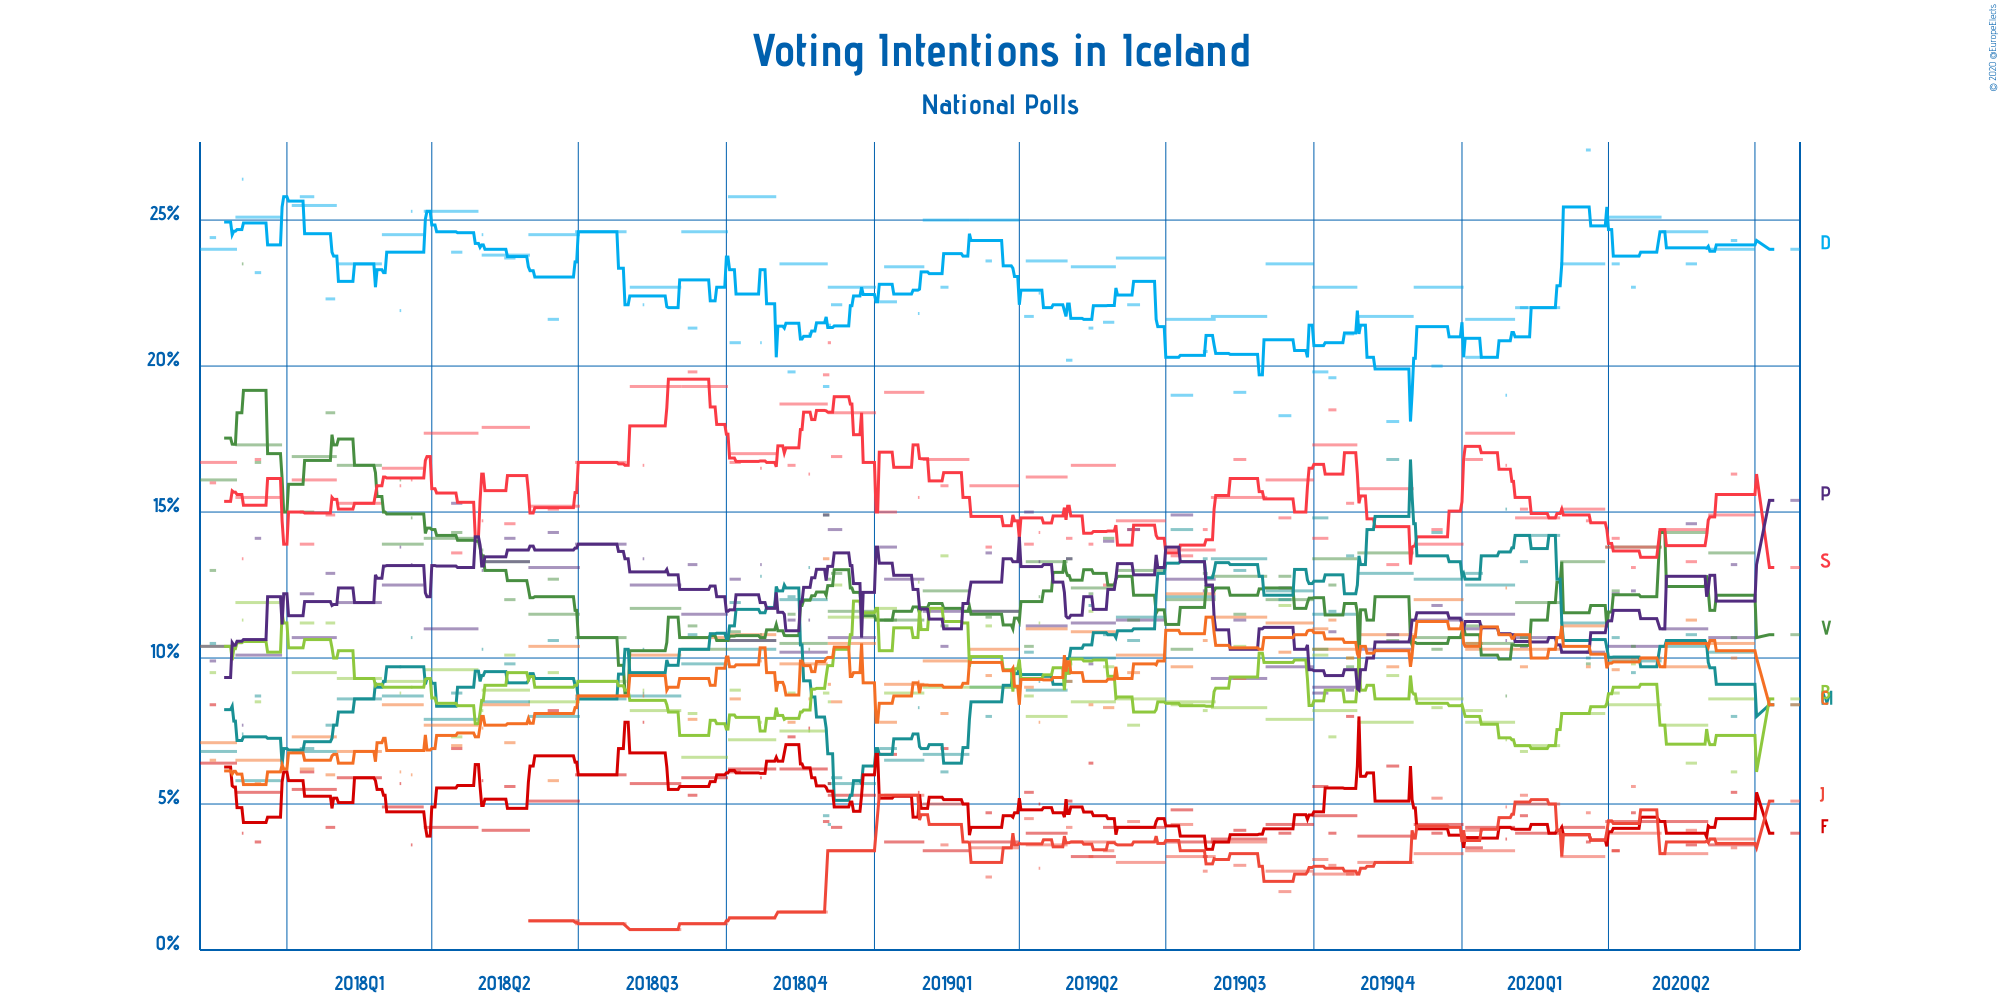 Voting Intentions in Iceland
National Polls
© 2020 @EuropeElects
25%
20%
15%
10%
5%
0%
D
P
S
V
B
M
J
F
2018Q1 2018Q2 2018Q3 2018Q4 2019Q1 2019Q2 2019Q3 2019Q4 2020Q1 2020Q2